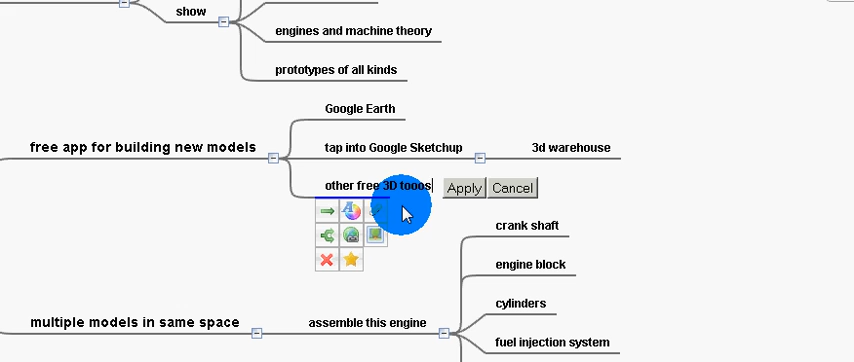 show
engines and machine theory
prototypes of all kinds
Google Earth
free app for building new models
tap into Google Sketchup
3d warehouse
other free 3D tooos
Apply
Cancel
crank shaft
engine block
cylinders
multiple models in same space
assemble this engine
fuel injection system